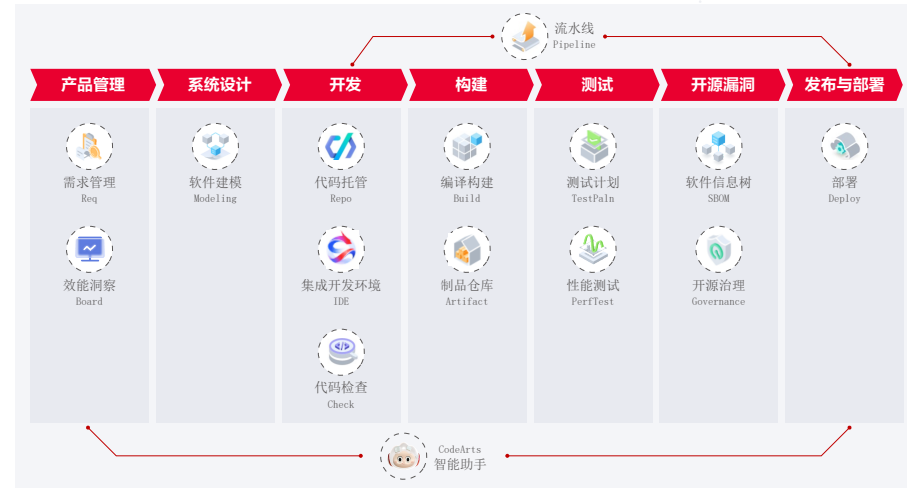 流水线
Pipeline
产品管理
系统设计
开发
构建
测试
开源漏洞
发布与部署
需求管理
Req
软件建模
Modeling
代码托管
Repo
编译构建
Build
测试计划
TestPaln
软件信息树
SBOM
部署
Deploy
效能洞察
Board
集成开发环境
IDE
制品仓库
Artifact
性能测试
PerfTest
开源治理
Governance
代码检查
Check
CodeArts
智能助手